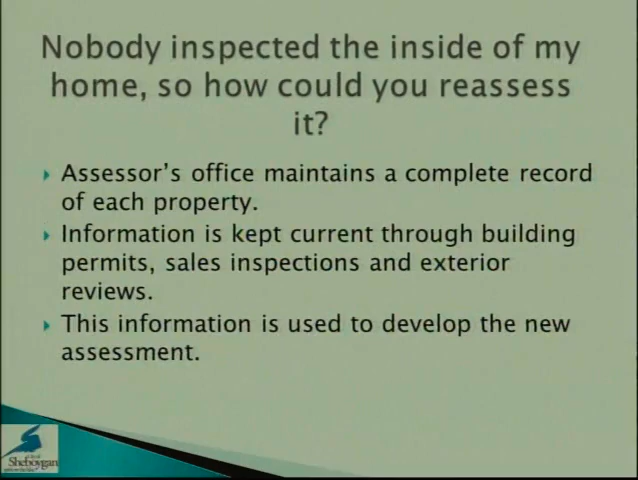 Nobody inspected the inside of my
home, so how could you reassess
it?
Assessor's office maintains a complete record
of each property.
Information is kept current through building
permits, sales inspections and exterior
reviews.
This information is used to develop the new
assessment.
Sheboygan